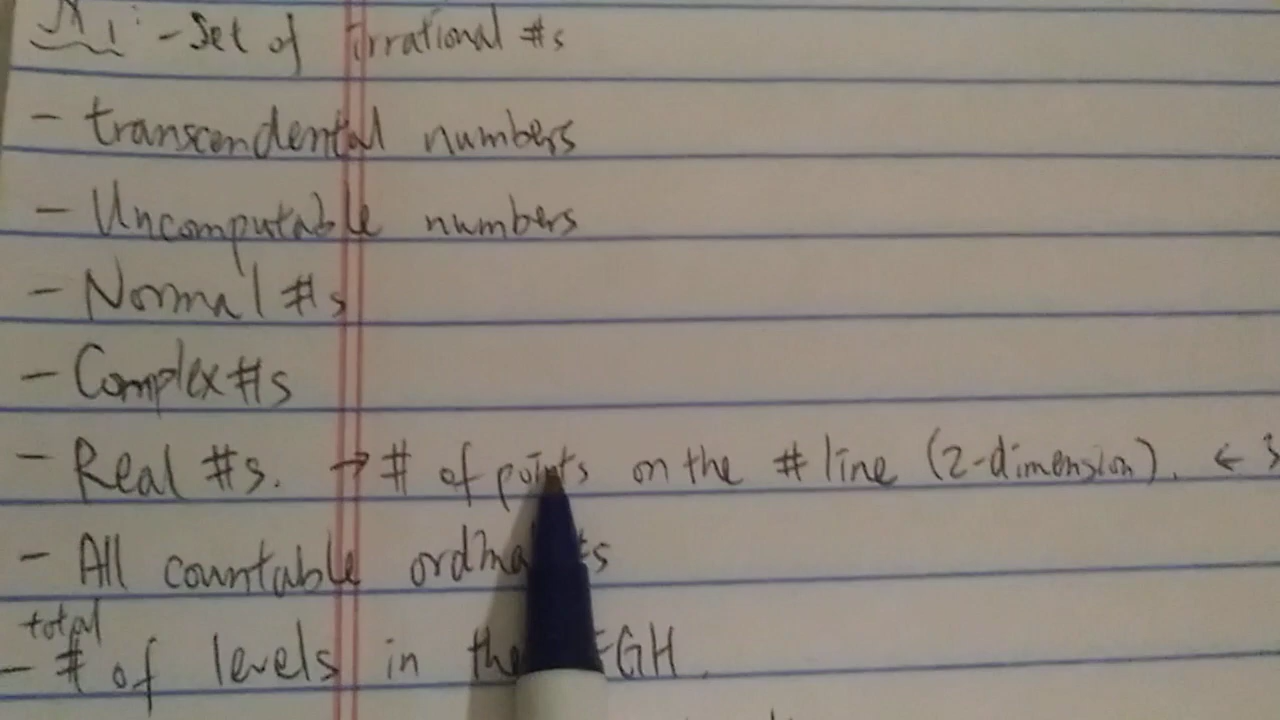 ℵ₁: - Set of irrational #s
- transcendental numbers
- Uncomputable numbers
- Normal #s
- Complex #s
- Real #s. → # of points on the # line (2-dimension). ←
- All countable
total
- # of levels in the FGH.